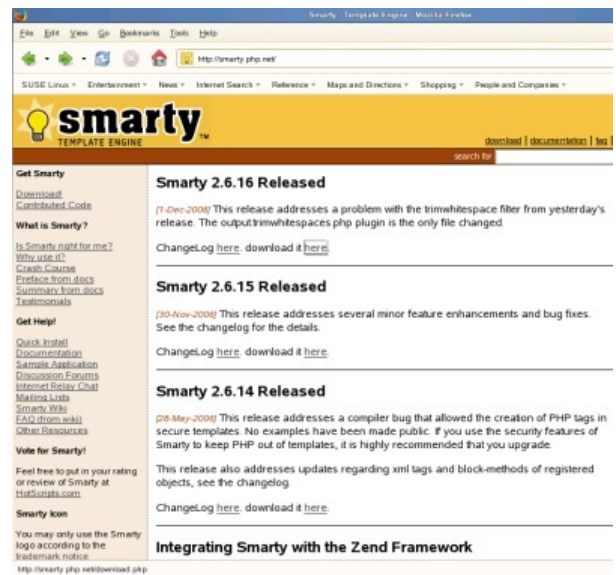 Smarty : Template Engine - Mozilla Firefox
File Edit View Go Bookmarks Tools Help
http://smarty.php.net/
SUSE Linux Entertainment News Internet Search Reference Maps and Directions Shopping People and Companies
smarty™
TEMPLATE ENGINE
download | documentation | faq |
search for
Get Smarty
Download!
Contributed Code
What is Smarty?
Is Smarty right for me?
Why use it?
Crash Course
Preface from docs
Summary from docs
Testimonials
Get Help!
Quick Install
Documentation
Sample Application
Discussion Forums
Internet Relay Chat
Mailing Lists
Smarty Wiki
FAQ (from wiki)
Other Resources
Vote for Smarty!
Feel free to put in your rating
or review of Smarty at
HotScripts.com
Smarty Icon
You may only use the Smarty
logo according to the
trademark notice
Smarty 2.6.16 Released
[1-Dec-2006] This release addresses a problem with the trimwhitespace filter from yesterday's
release. The output.trimwhitespaces.php plugin is the only file changed.
ChangeLog here. download it here.
Smarty 2.6.15 Released
[30-Nov-2006] This release addresses several minor feature enhancements and bug fixes.
See the changelog for the details.
ChangeLog here. download it here.
Smarty 2.6.14 Released
[28-May-2006] This release addresses a compiler bug that allowed the creation of PHP tags in
secure templates. No examples have been made public. If you use the security features of
Smarty to keep PHP out of templates, it is highly recommended that you upgrade.
This release also addresses updates regarding xml tags and block-methods of registered
objects, see the changelog.
ChangeLog here. download it here.
Integrating Smarty with the Zend Framework
http://smarty.php.net/download.php